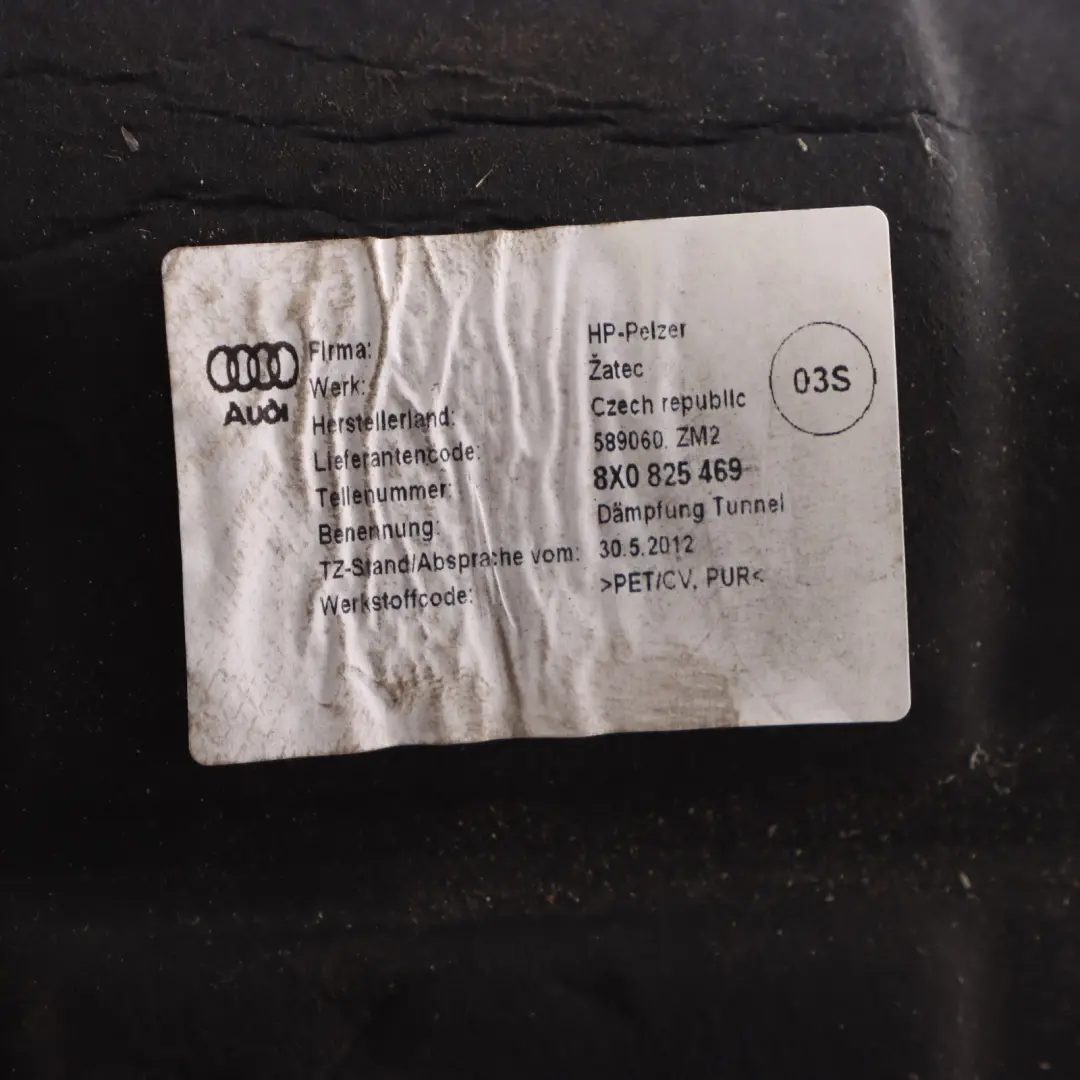 Audi
Firma: HP-Pelzer
Werk: Žatec
Herstellerland: Czech republic
Lieferantencode: 589060. ZM2
Teilenummer: 8X0 825 469
Benennung: Dämpfung Tunnel
TZ-Stand/Absprache vom: 30.5.2012
Werkstoffcode: >PET/CV, PUR<
03S